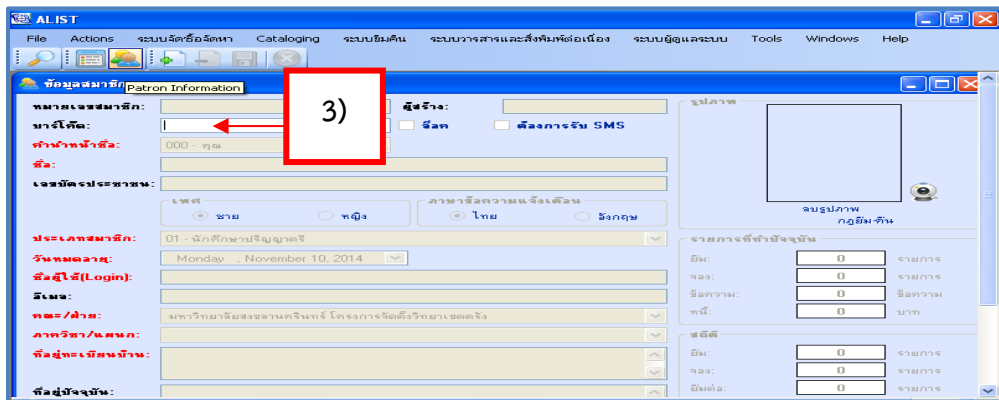 ALIST
File Actions ระบบจัดซื้อจัดหา Cataloging ระบบยืมคืน ระบบวารสารและสิ่งพิมพ์ต่อเนื่อง ระบบผู้ดูแลระบบ Tools Windows Help
ข้อมูลสมาชิก
Patron Information
หมายเลขสมาชิก: ผู้สร้าง:
3)
บาร์โค๊ด: ล็อค ต้องการรับ SMS
คำนำหน้าชื่อ: 000 - คุณ
ชื่อ:
เลขบัตรประชาชน:
เพศ ภาษาข้อความแจ้งเตือน
ชาย หญิง ไทย อังกฤษ
ประเภทสมาชิก: 01 - นักศึกษาปริญญาตรี
วันหมดอายุ: Monday , November 10, 2014
ชื่อผู้ใช้(Login):
อีเมล:
คณะ/ฝ่าย: มหาวิทยาลัยสงขลานครินทร์ โครงการจัดตั้งวิทยาเขตตรัง
ภาควิชา/แผนก:
ที่อยู่ทะเบียนบ้าน:
ที่อยู่ปัจจุบัน:
รูปภาพ
ลบรูปภาพ
กฎยืม-คืน
รายการที่ทำปัจจุบัน
ยืม: 0 รายการ
จอง: 0 รายการ
ข้อความ: 0 ข้อความ
หนี้: 0 บาท
สถิติ
ยืม: 0 รายการ
จอง: 0 รายการ
ยืมต่อ: 0 รายการ